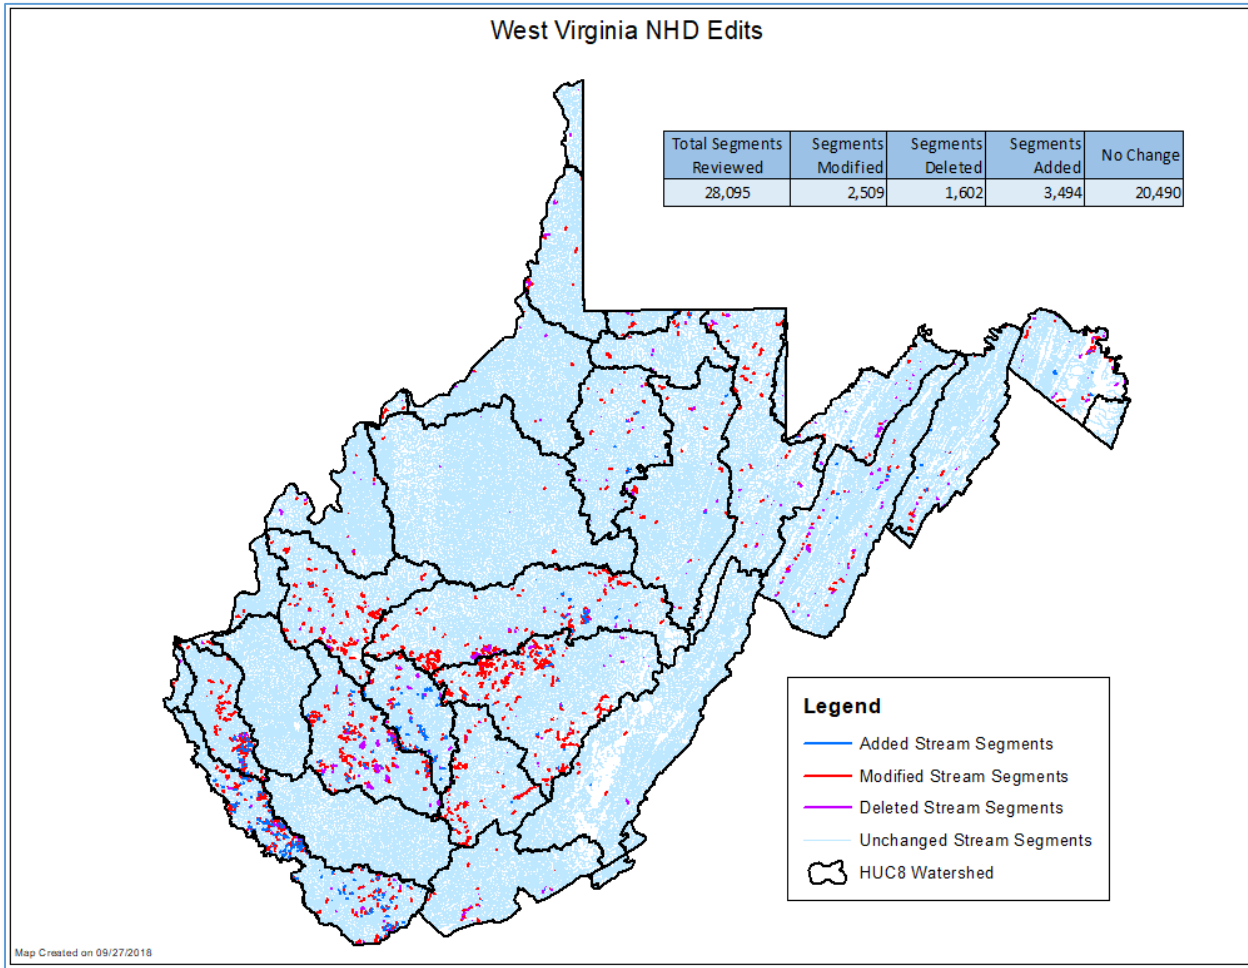 West Virginia NHD Edits
Total Segments Reviewed Segments Modified Segments Deleted Segments Added No Change
28,095 2,509 1,602 3,494 20,490
Legend
Added Stream Segments
Modified Stream Segments
Deleted Stream Segments
Unchanged Stream Segments
HUC8 Watershed
Map Created on 09/27/2018